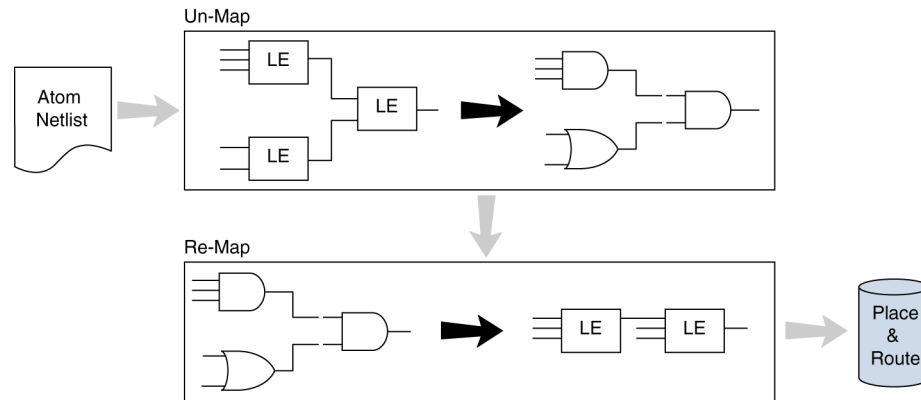 Un-Map
Atom
Netlist
LE
LE
LE
Re-Map
LE
LE
Place
&
Route